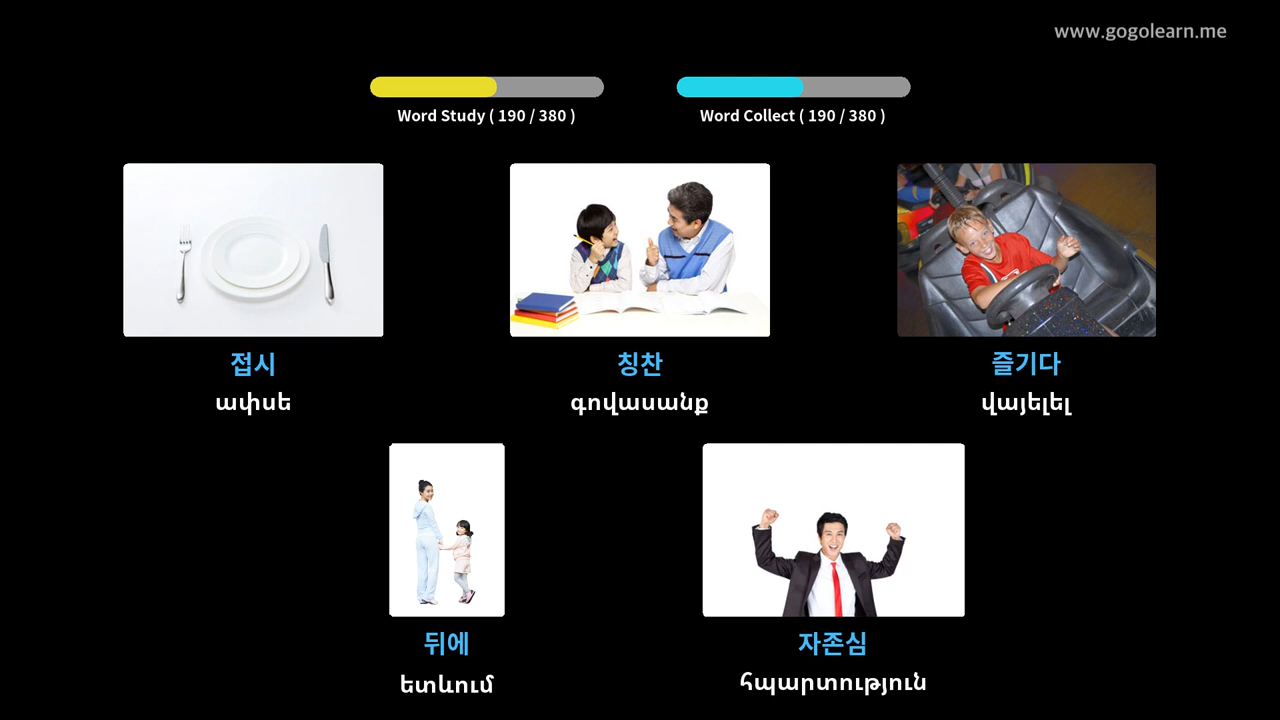 www.gogolearn.me
Word Study ( 190 / 380 )
Word Collect ( 190 / 380 )
접시
ափսե
칭찬
գովասանք
즐기다
վայելել
뒤에
ետևում
자존심
հպարտություն